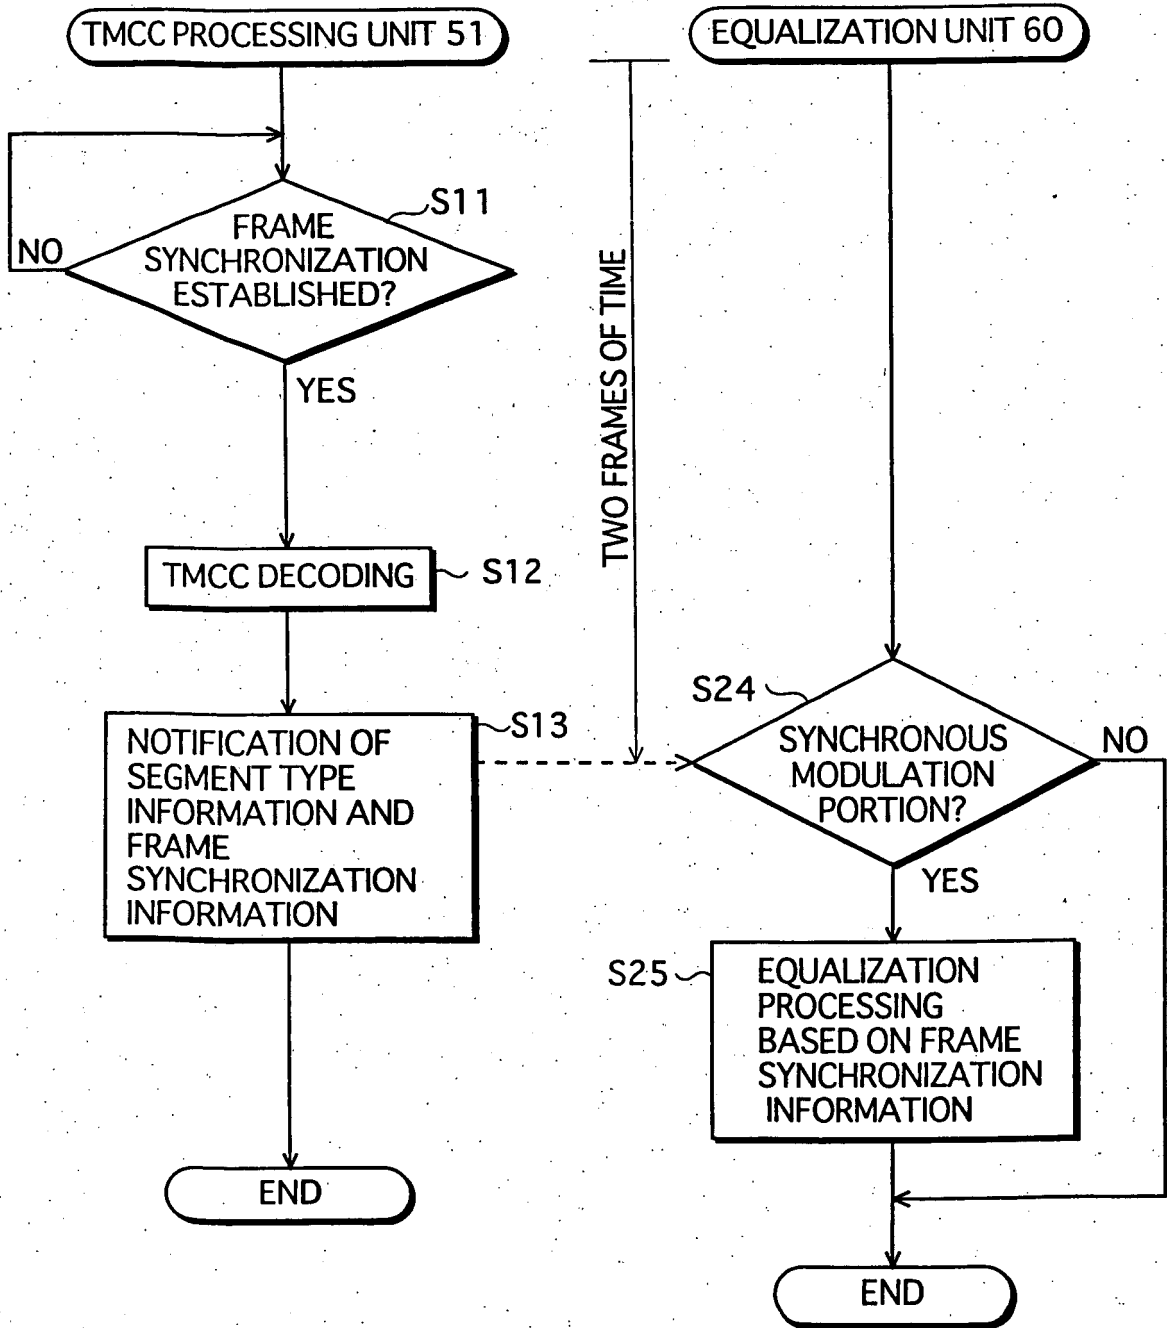 TMCC PROCESSING UNIT 51
S11
FRAME
SYNCHRONIZATION
ESTABLISHED?
NO
YES
TMCC DECODING
S12
S13
NOTIFICATION OF
SEGMENT TYPE
INFORMATION AND
FRAME
SYNCHRONIZATION
INFORMATION
END
TWO FRAMES OF TIME
EQUALIZATION UNIT 60
S24
SYNCHRONOUS
MODULATION
PORTION?
NO
YES
S25
EQUALIZATION
PROCESSING
BASED ON FRAME
SYNCHRONIZATION
INFORMATION
END